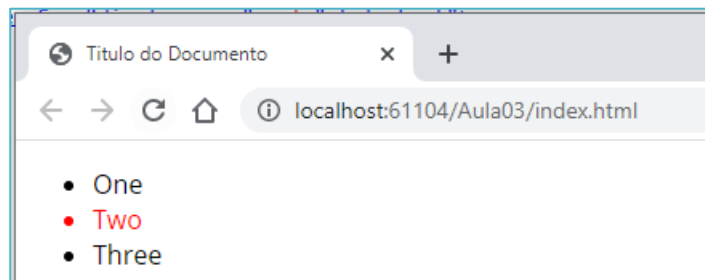 Titulo do Documento
localhost:61104/Aula03/index.html
One
Two
Three